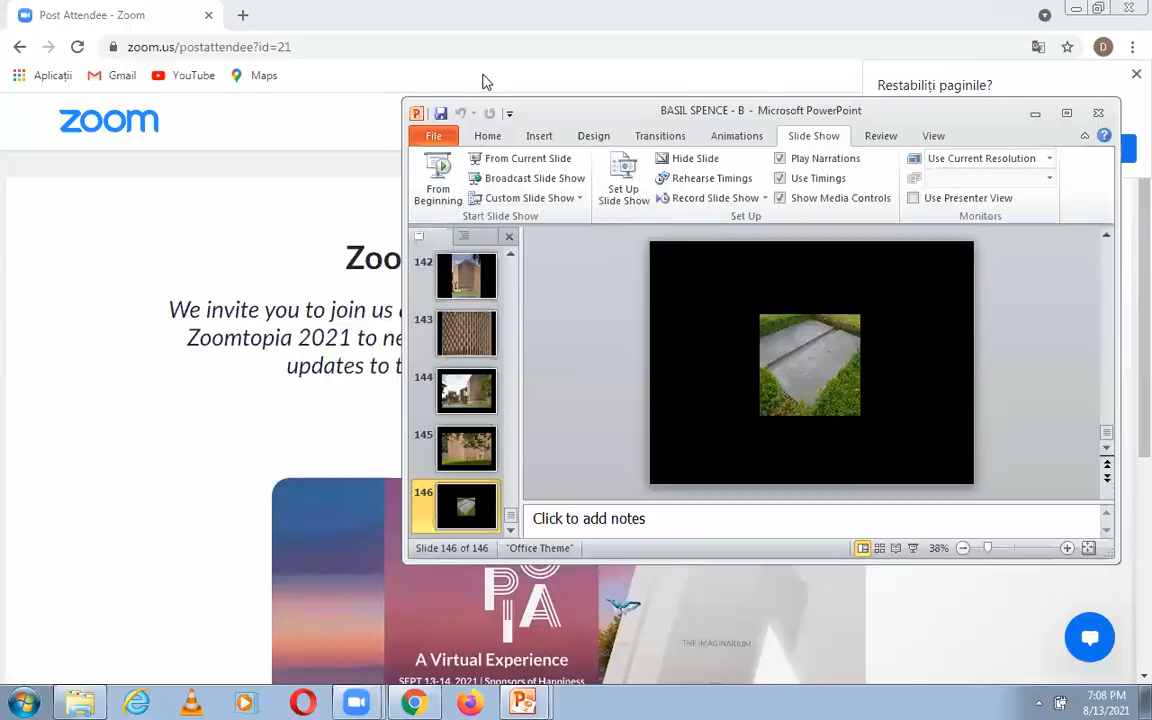 Post Attendee - Zoom
zoom.us/postattendee?id=21
D
Aplicații
Gmail
YouTube
Maps
Restabiliți paginile?
zoom
Zoo
We invite you to join us
Zoomtopia 2021 to
updates to
BASIL SPENCE - B - Microsoft PowerPoint
File
Home
Insert
Design
Transitions
Animations
Slide Show
Review
View
From Beginning
From Current Slide
Broadcast Slide Show
Custom Slide Show
Start Slide Show
Set Up Slide Show
Hide Slide
Rehearse Timings
Record Slide Show
Play Narrations
Use Timings
Show Media Controls
Set Up
Use Current Resolution
Use Presenter View
Monitors
142
143
144
145
146
Click to add notes
Slide 146 of 146
"Office Theme"
38%
PIA
A Virtual Experience
SEPT 13-14, 2021 | Sponsors of Happiness
THE IMAGINARIUM
7:08 PM
8/13/2021